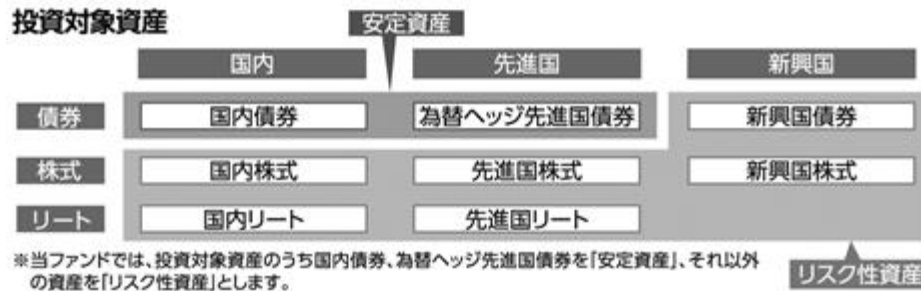 投資対象資産
安定資産
国内 先進国 新興国
債券 国内債券 為替ヘッジ先進国債券 新興国債券
株式 国内株式 先進国株式 新興国株式
リート 国内リート 先進国リート
※当ファンドでは、投資対象資産のうち国内債券、為替ヘッジ先進国債券を「安定資産」、それ以外
の資産を「リスク性資産」とします。
リスク性資産